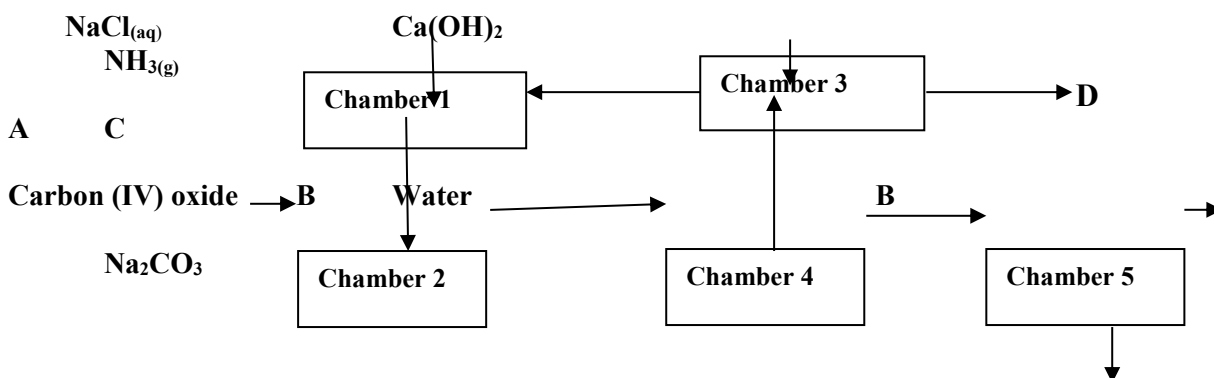 NaCl(aq) Ca(OH)2
NH3(g)
Chamber 1 Chamber 3 D
A C
Carbon (IV) oxide B Water B
Na2CO3
Chamber 2 Chamber 4 Chamber 5